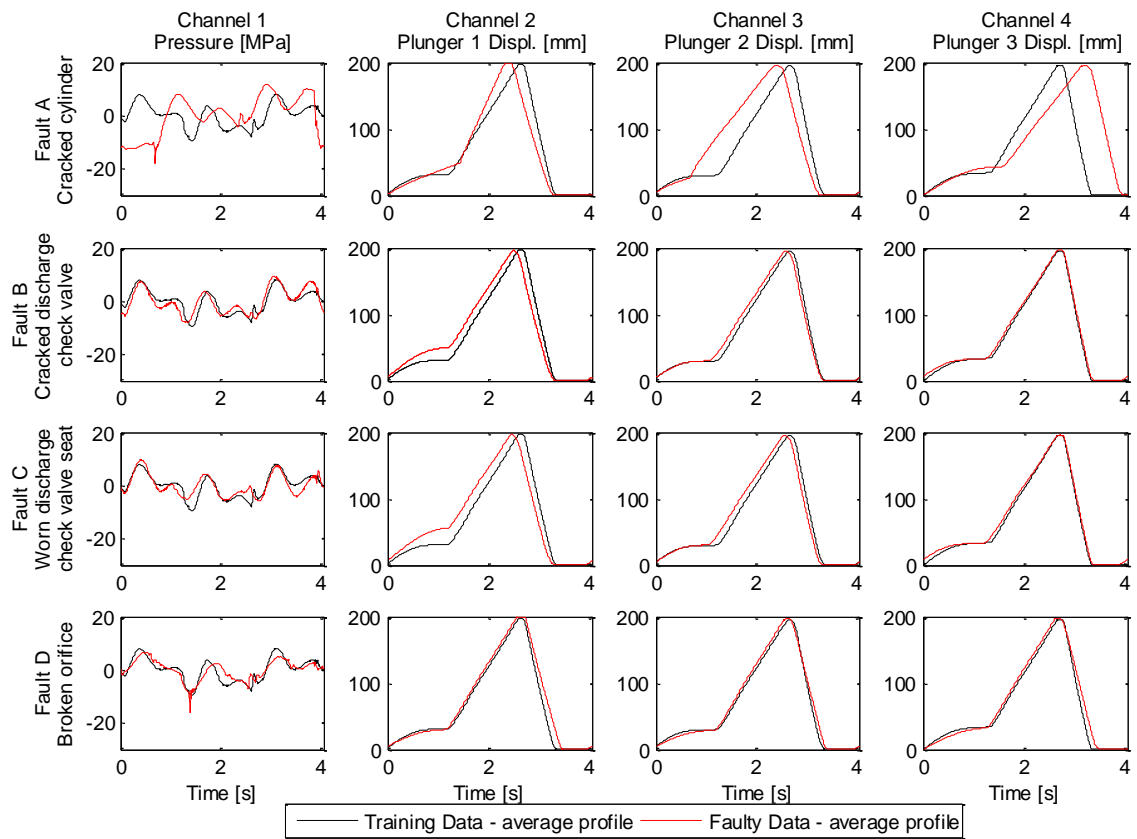 Channel 1
Pressure [MPa]
Channel 2
Plunger 1 Displ. [mm]
Channel 3
Plunger 2 Displ. [mm]
Channel 4
Plunger 3 Displ. [mm]
Fault A
Cracked cylinder
20
0
-20
0 2 4
200
100
0
0 2 4
200
100
0
0 2 4
200
100
0
0 2 4
Fault B
Cracked discharge
check valve
20
0
-20
0 2 4
200
100
0
0 2 4
200
100
0
0 2 4
200
100
0
0 2 4
Fault C
Worn discharge
check valve seat
20
0
-20
0 2 4
200
100
0
0 2 4
200
100
0
0 2 4
200
100
0
0 2 4
Fault D
Broken orifice
20
0
-20
0 2 4
200
100
0
0 2 4
200
100
0
0 2 4
200
100
0
0 2 4
Time [s]
Time [s]
Time [s]
Time [s]
Training Data - average profile
Faulty Data - average profile